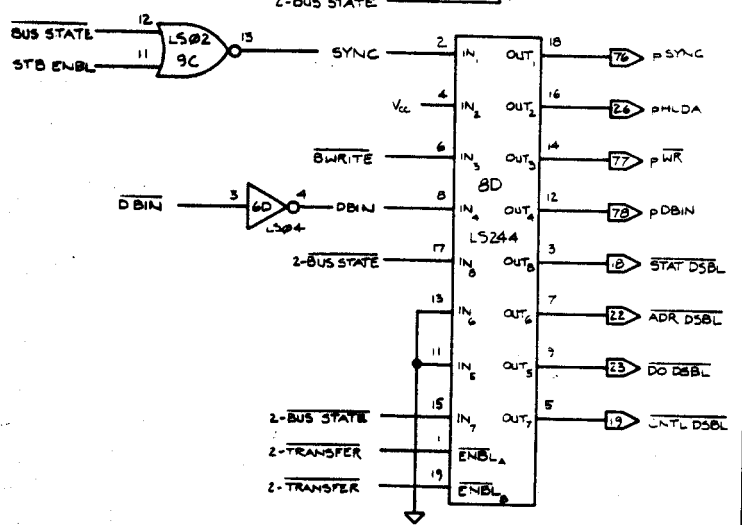 2-BUS STATE
BUS STATE 12 LS02 13 SYNC 2 IN1 OUT1 18 76 pSYNC
STB ENBL 11 9C
Vcc 4 IN2 OUT2 16 26 pHLDA
BWRITE 6 IN3 OUT3 14 77 pWR
8D
DBIN 3 6D 4 DBIN 8 IN4 OUT4 12 78 pDBIN
LS04
LS244
2-BUS STATE 17 IN8 OUT8 3 18 STAT DSBL
13 IN6 OUT6 7 22 ADR DSBL
11 IN5 OUT5 9 23 DO DSBL
2-BUS STATE 15 IN7 OUT7 5 19 CNTL DSBL
2-TRANSFER 1 ENBLA
2-TRANSFER 19 ENBLB